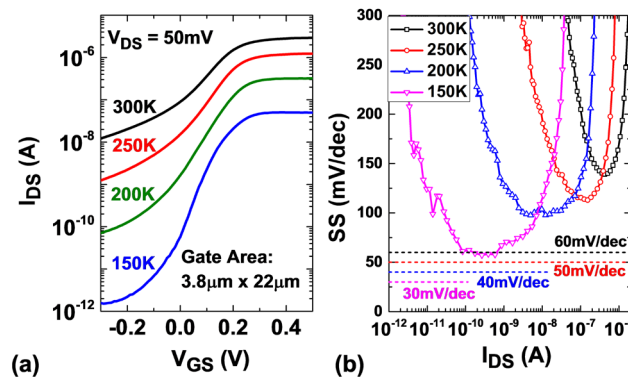 (a)
I_DS (A)
10^-6
10^-8
10^-10
10^-12
V_DS = 50mV
300K
250K
200K
150K
Gate Area:
3.8μm x 22μm
-0.2 0.0 0.2 0.4
V_GS (V)
(b)
SS (mV/dec)
300
250
200
150
100
50
0
300K
250K
200K
150K
60mV/dec
50mV/dec
40mV/dec
30mV/dec
10^-12 10^-11 10^-10 10^-9 10^-8 10^-7 10^-6
I_DS (A)